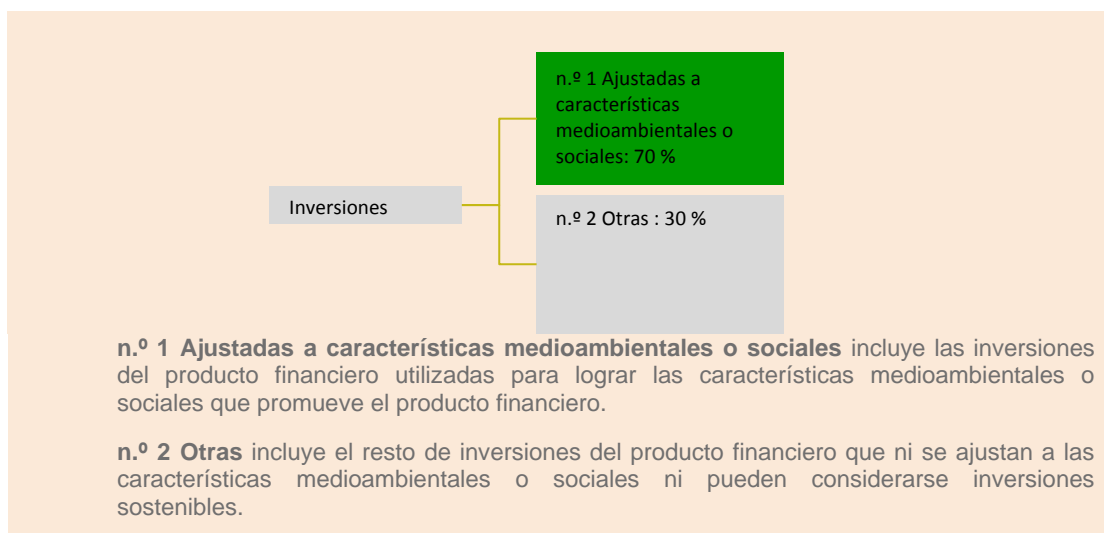 n.º 1 Ajustadas a
características
medioambientales o
sociales: 70 %
Inversiones
n.º 2 Otras : 30 %
n.º 1 Ajustadas a características medioambientales o sociales incluye las inversiones
del producto financiero utilizadas para lograr las características medioambientales o
sociales que promueve el producto financiero.
n.º 2 Otras incluye el resto de inversiones del producto financiero que ni se ajustan a las
características medioambientales o sociales ni pueden considerarse inversiones
sostenibles.